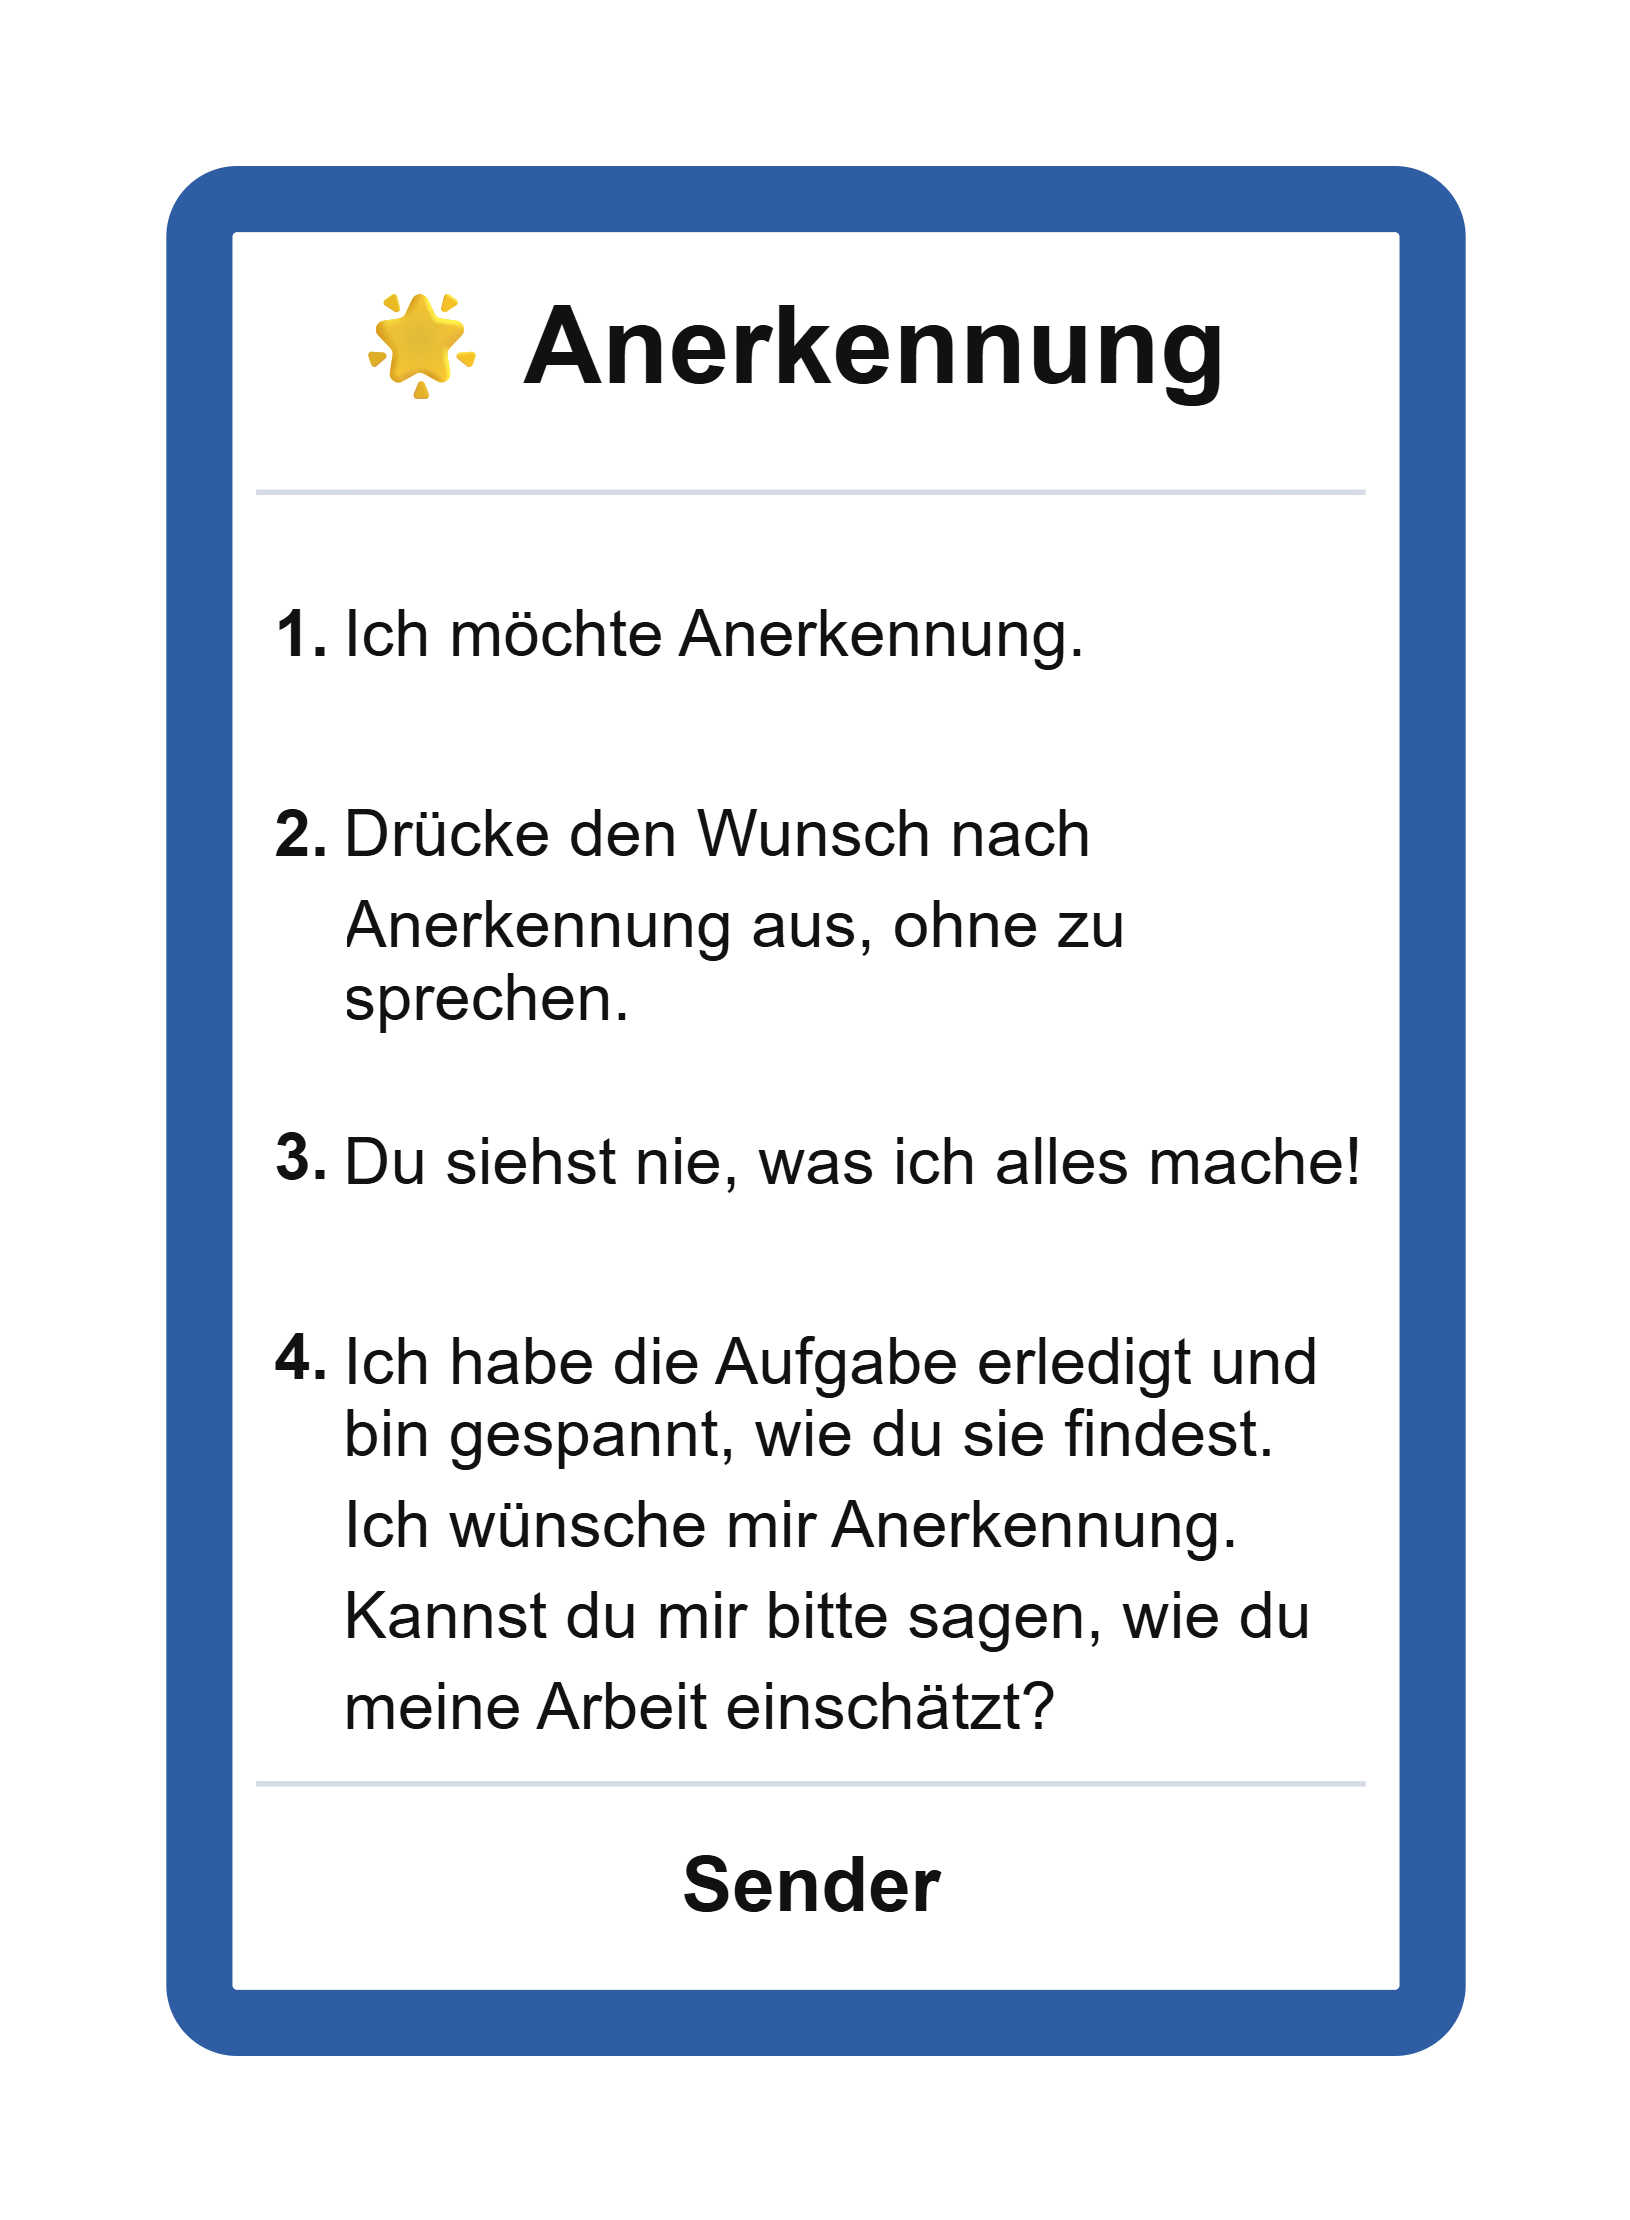 Anerkennung
1. Ich möchte Anerkennung.
2. Drücke den Wunsch nach
Anerkennung aus, ohne zu
sprechen.
3. Du siehst nie, was ich alles mache!
4. Ich habe die Aufgabe erledigt und
bin gespannt, wie du sie findest.
Ich wünsche mir Anerkennung.
Kannst du mir bitte sagen, wie du
meine Arbeit einschätzt?
Sender